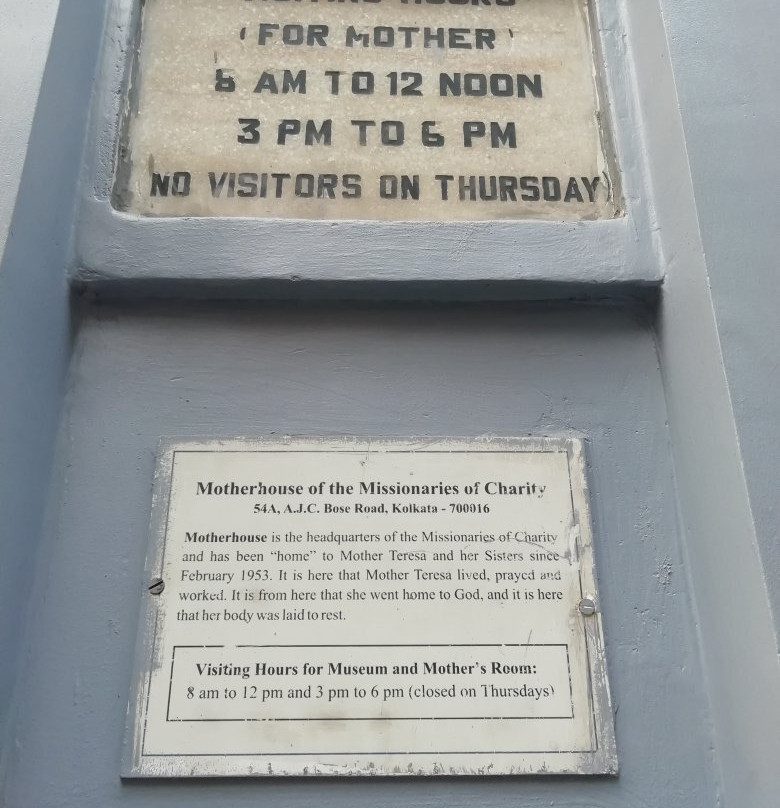 VISITING HOURS
( FOR MOTHER )
8 AM TO 12 NOON
3 PM TO 6 PM
NO VISITORS ON THURSDAY)
Motherhouse of the Missionaries of Charity
54A, A.J.C. Bose Road, Kolkata - 700016
Motherhouse is the headquarters of the Missionaries of Charity
and has been “home” to Mother Teresa and her Sisters since
February 1953. It is here that Mother Teresa lived, prayed and
worked. It is from here that she went home to God, and it is here
that her body was laid to rest.
Visiting Hours for Museum and Mother's Room:
8 am to 12 pm and 3 pm to 6 pm (closed on Thursdays)